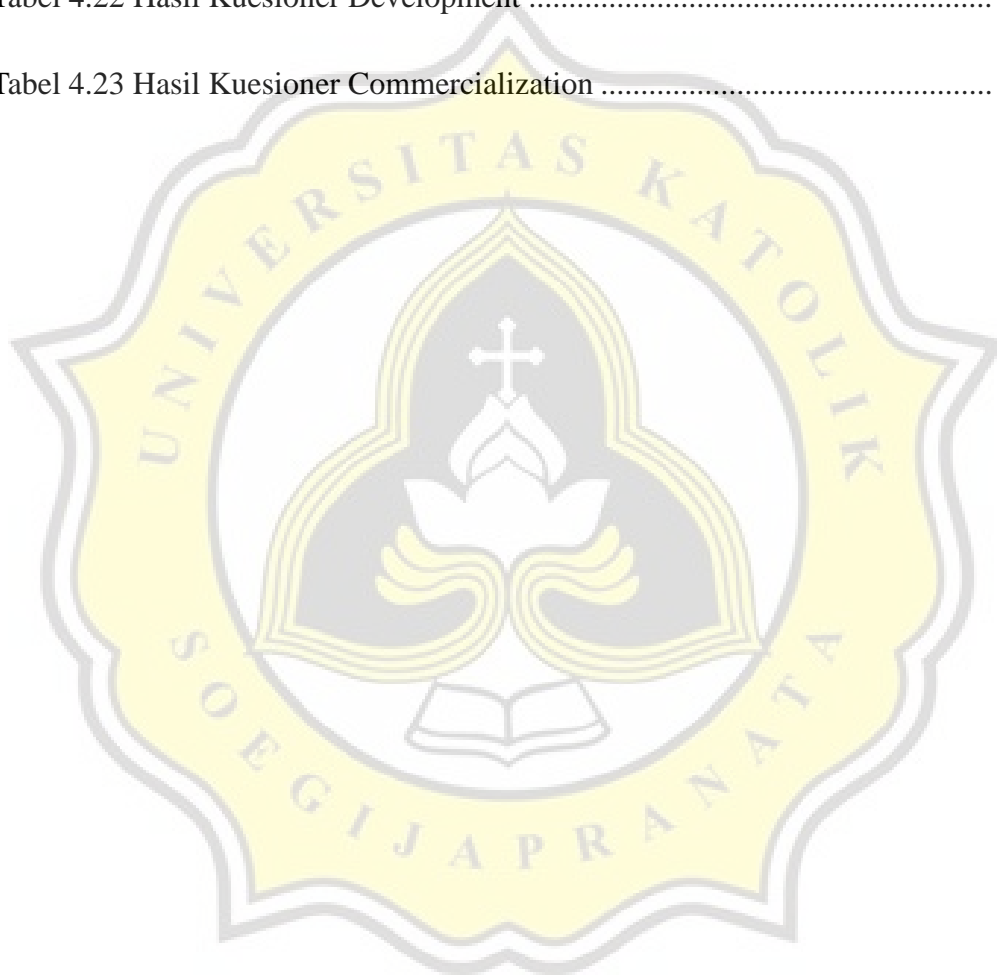 Tabel 4.22 Hasil Kuesioner Development ..........................................................
Tabel 4.23 Hasil Kuesioner Commercialization .................................................
UNIVERSITAS KATOLIK
SOEGIJAPRANATA